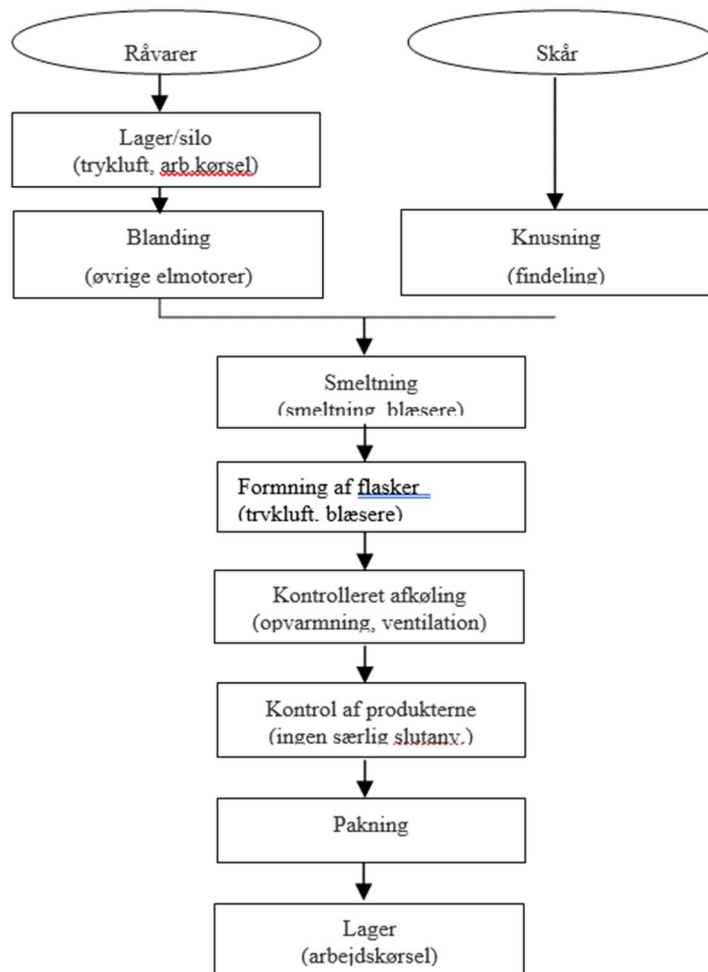 Råvarer
Skår
Lager/silo
(trykluft, arb.kørsel)
Blanding
(øvrige elmotorer)
Knusning
(findeling)
Smeltning
(smeltning, blæsere)
Formning af flasker
(trykluft, blæsere)
Kontrolleret afkøling
(opvarmning, ventilation)
Kontrol af produkterne
(ingen særlig slutanv.)
Pakning
Lager
(arbejdskørsel)